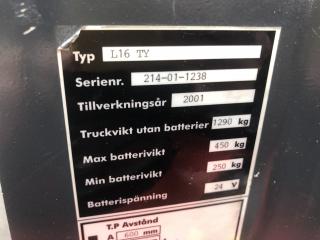 Typ L16 TY
Serienr. 214-01-1238
Tillverkningsår 2001
Truckvikt utan batterier 1290 kg
Max batterivikt 450 kg
Min batterivikt 250 kg
Batterispänning 24 V
T.P Avstånd
A 600 mm